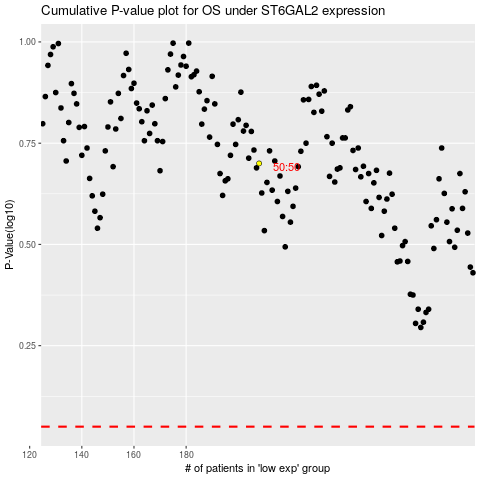 Cumulative P-value plot for OS under ST6GAL2 expression
P-Value(log10)
1.00
0.75
0.50
0.25
50:50
120 140 160 180
# of patients in 'low exp' group